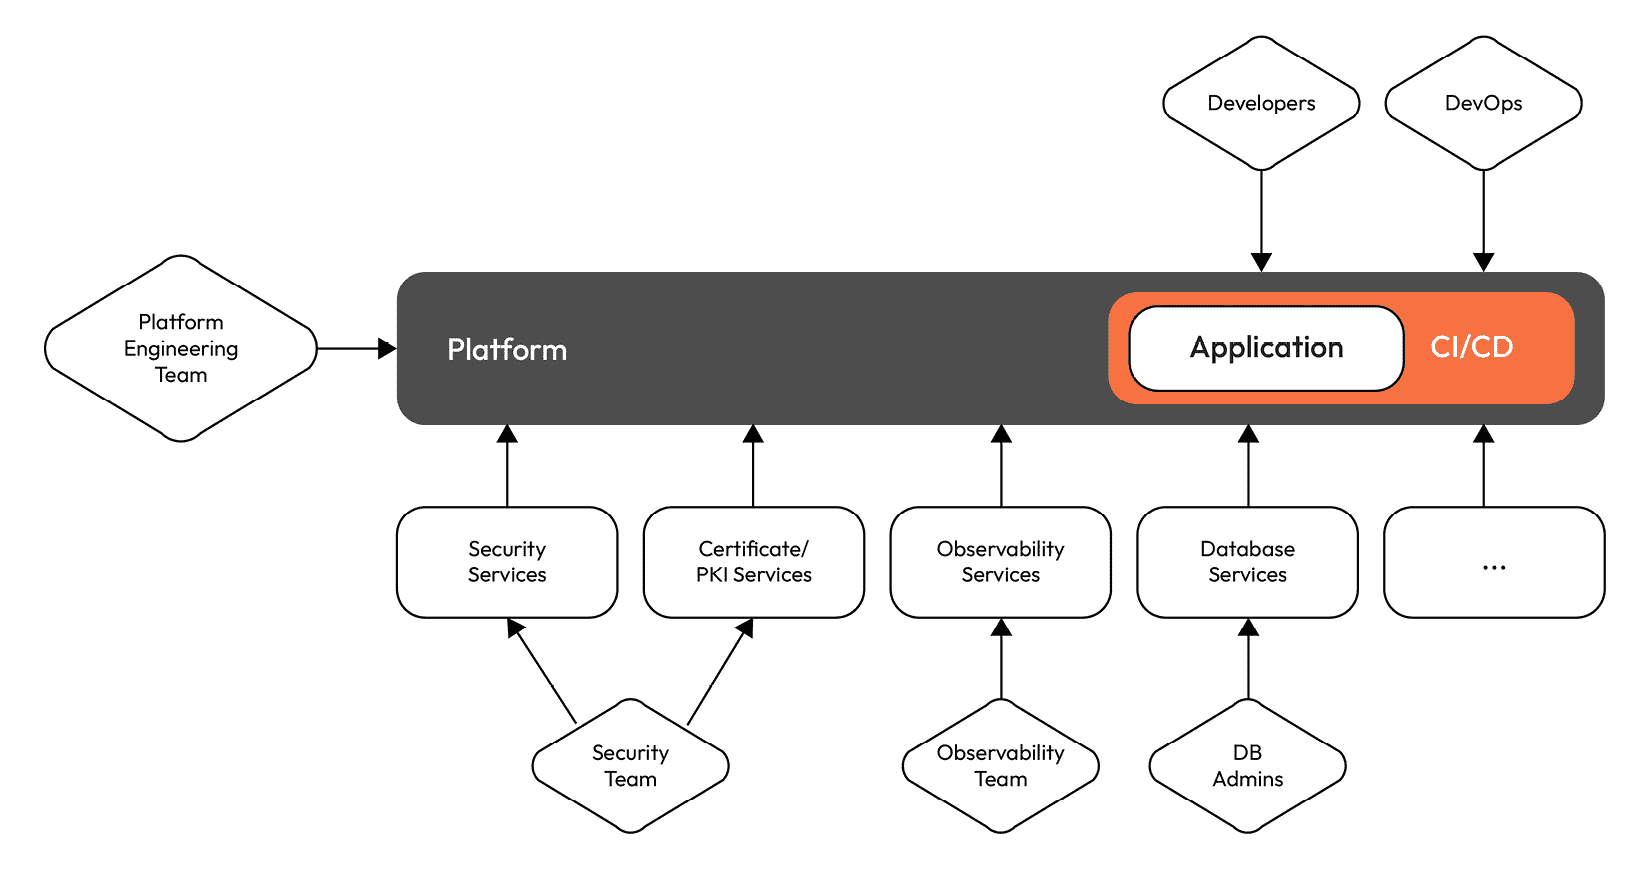 Developers
DevOps
Platform
Engineering
Team
Platform
Application
CI/CD
Security
Services
Certificate/
PKI Services
Observability
Services
Database
Services
...
Security
Team
Observability
Team
DB
Admins